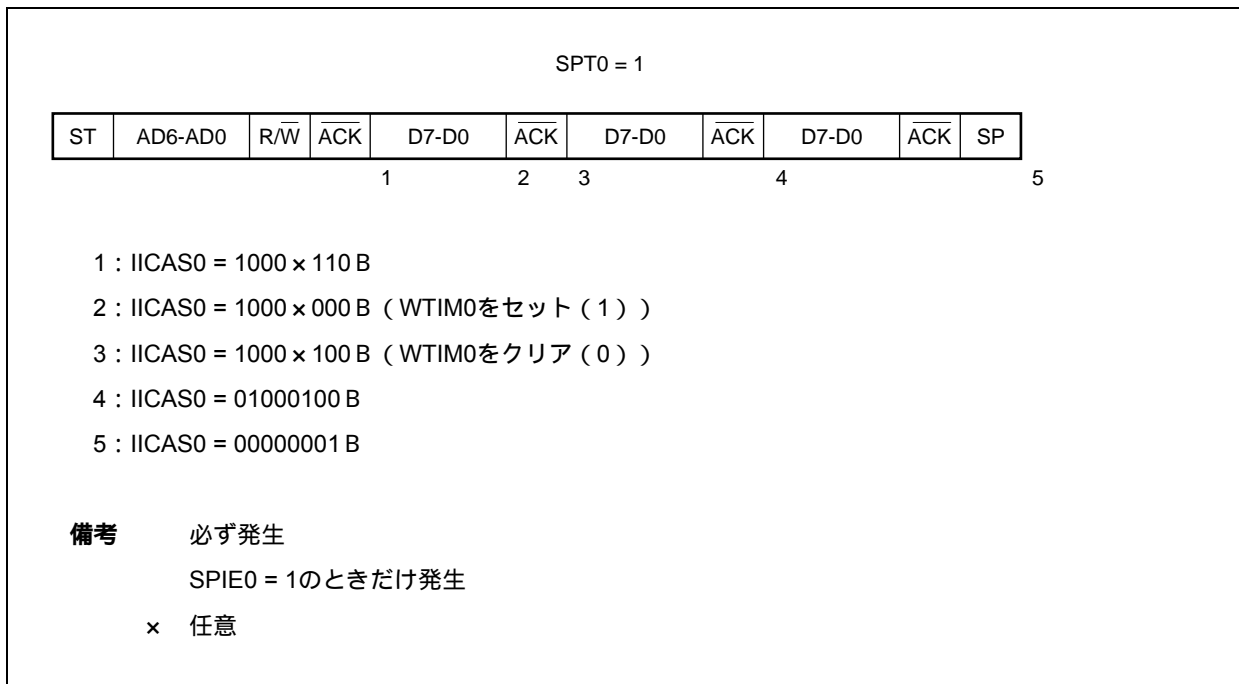 SPT0 = 1
ST AD6-AD0 R/W ACK D7-D0 ACK D7-D0 ACK D7-D0 ACK SP
1 2 3 4 5
1：IICAS0 = 1000×110 B
2：IICAS0 = 1000×000 B（WTIM0をセット（1））
3：IICAS0 = 1000×100 B（WTIM0をクリア（0））
4：IICAS0 = 01000100 B
5：IICAS0 = 00000001 B
備考 必ず発生
SPIE0 = 1のときだけ発生
× 任意